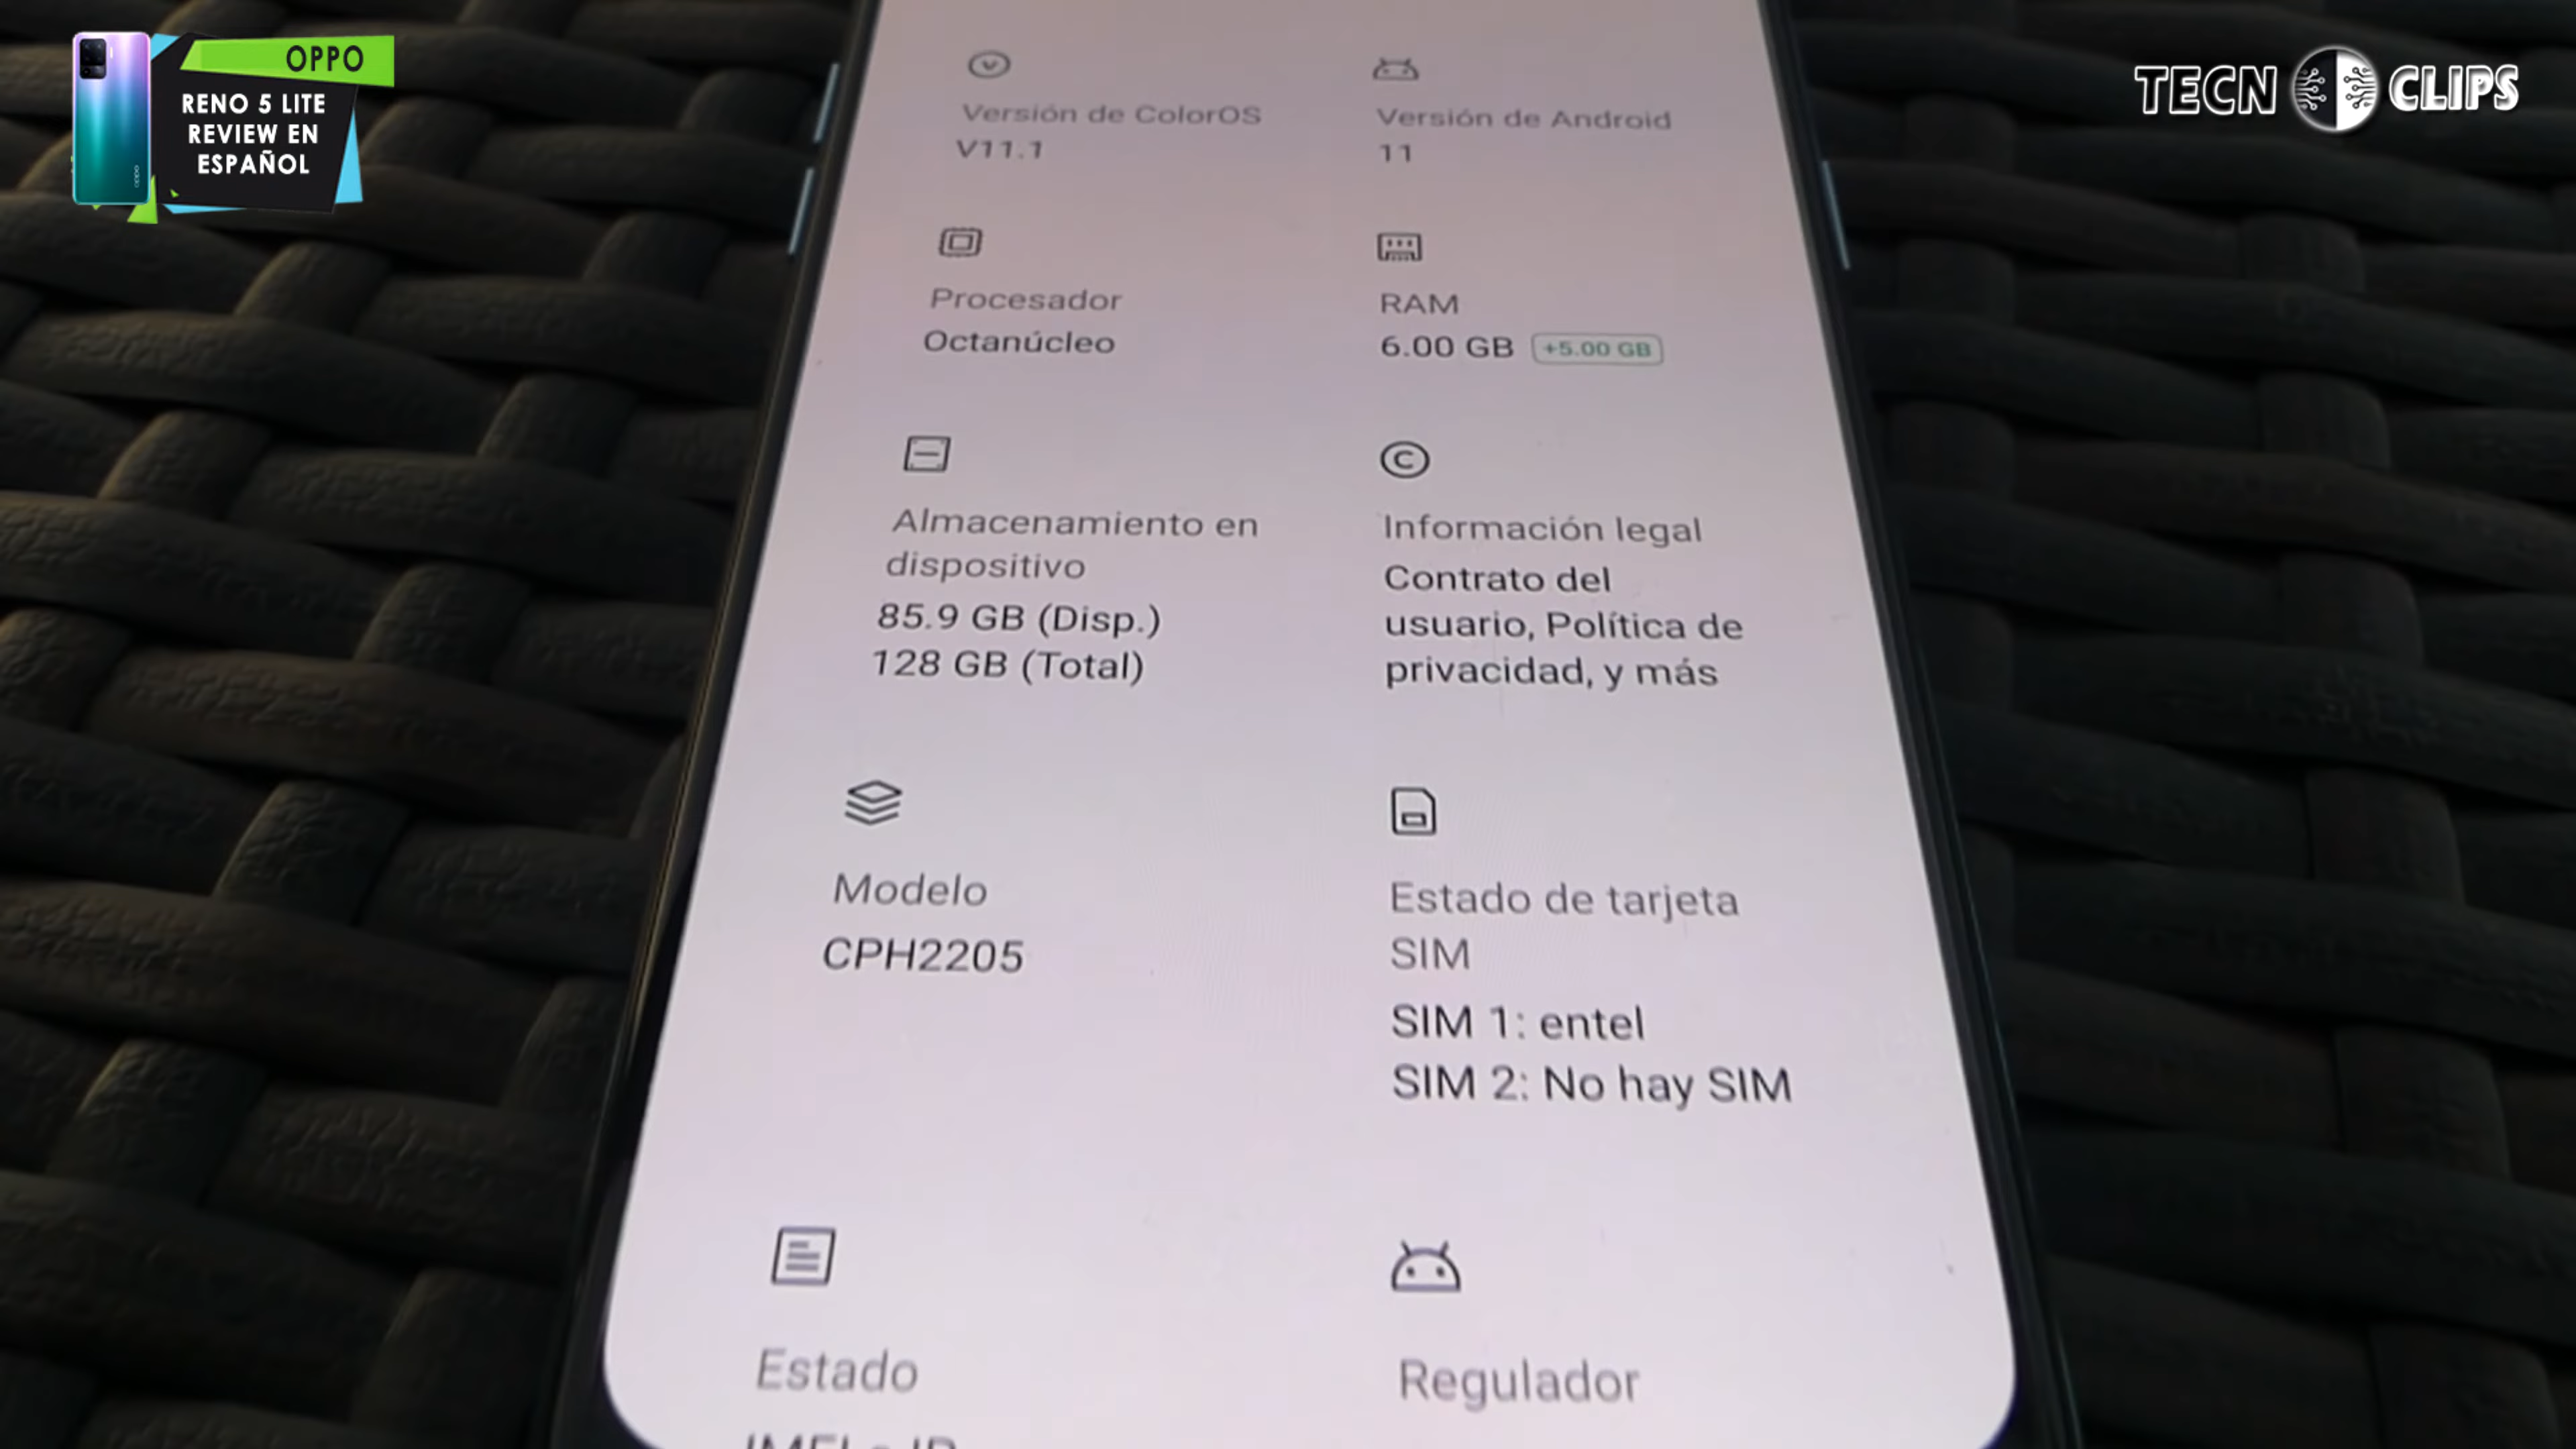 OPPO
RENO 5 LITE
REVIEW EN
ESPAÑOL
TECN CLIPS
Versión de ColorOS
V11.1
Versión de Android
11
Procesador
Octanúcleo
RAM
6.00 GB +5.00 GB
Almacenamiento en
dispositivo
85.9 GB (Disp.)
128 GB (Total)
Información legal
Contrato del
usuario, Política de
privacidad, y más
Modelo
CPH2205
Estado de tarjeta
SIM
SIM 1: entel
SIM 2: No hay SIM
Estado
Regulador